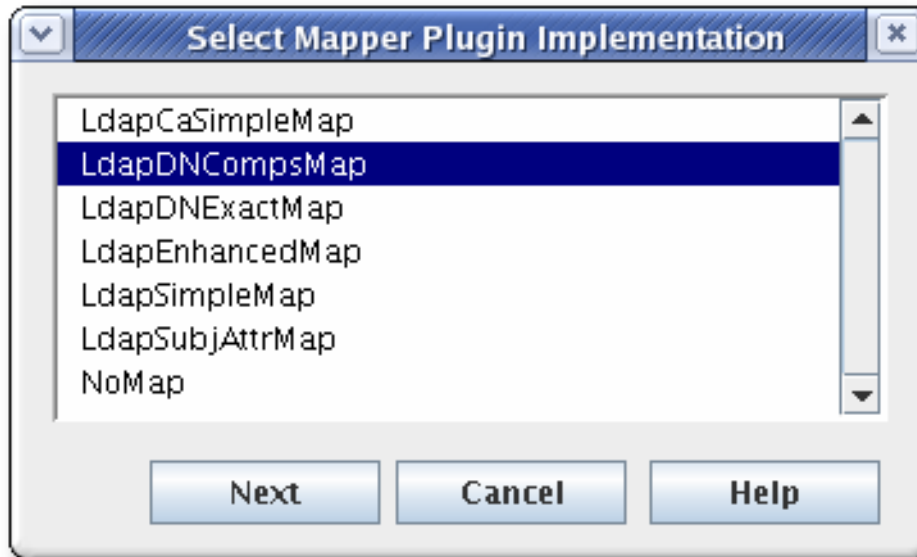 Select Mapper Plugin Implementation
LdapCaSimpleMap
LdapDNCompsMap
LdapDNExactMap
LdapEnhancedMap
LdapSimpleMap
LdapSubjAttrMap
NoMap
Next Cancel Help